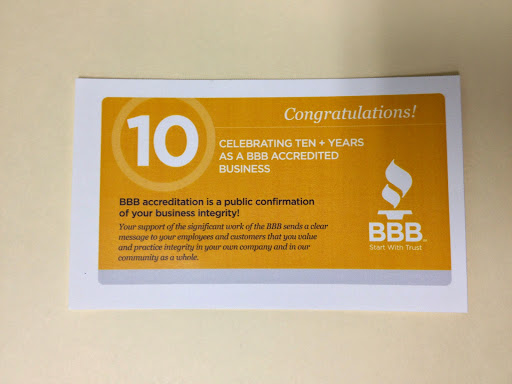 Congratulations!
10
CELEBRATING TEN + YEARS
AS A BBB ACCREDITED
BUSINESS
BBB accreditation is a public confirmation
of your business integrity!
Your support of the significant work of the BBB sends a clear
message to your employees and customers that you value
and practice integrity in your own company and in our
community as a whole.
BBB
Start With Trust